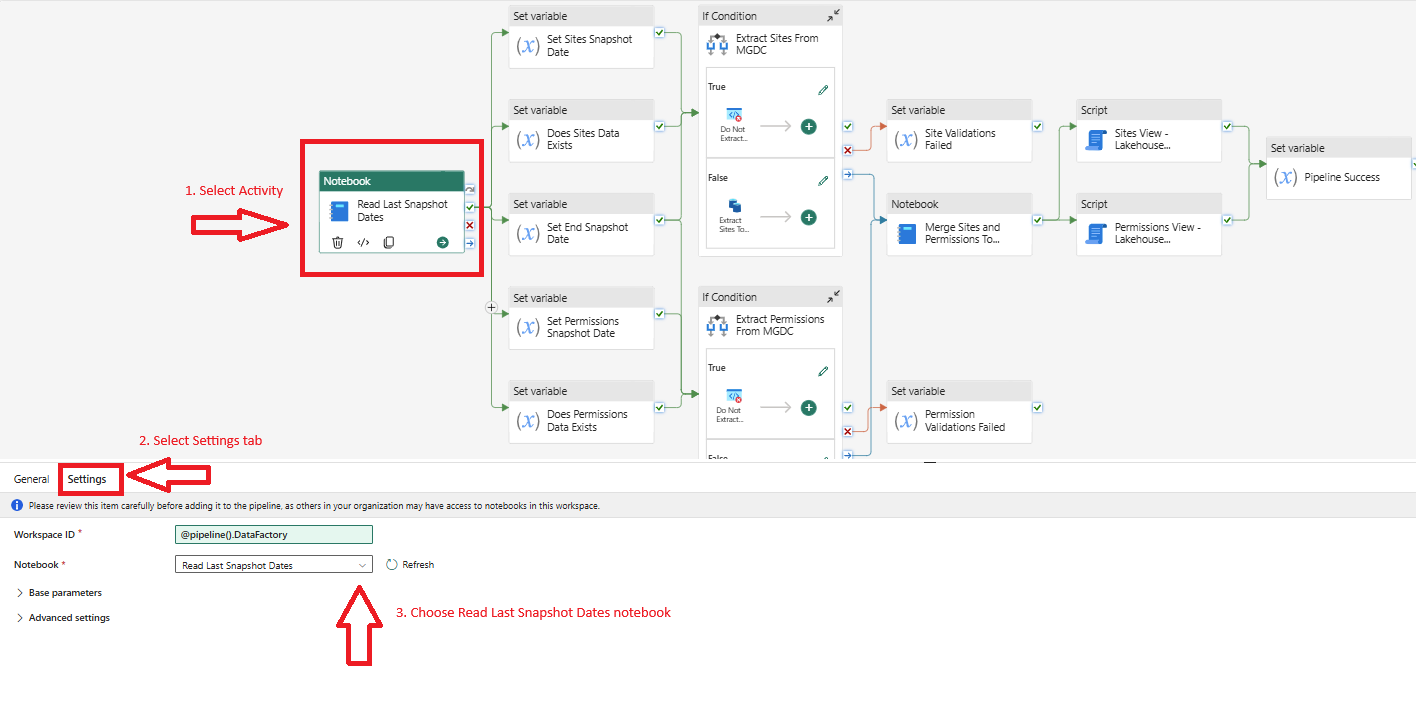 Set variable
(x)
Set Sites Snapshot
Date
Set variable
(x)
Does Sites Data
Exists
1. Select Activity
Notebook
Read Last Snapshot
Dates
Set variable
(x)
Set End Snapshot
Date
Set variable
(x)
Set Permissions
Snapshot Date
Set variable
(x)
Does Permissions
Data Exists
If Condition
Extract Sites From
MGDC
True
Do Not
Extract...
False
Extract
Sites To...
If Condition
Extract Permissions
From MGDC
True
Do Not
Extract...
False
Set variable
(x)
Site Validations
Failed
Notebook
Merge Sites and
Permissions To...
Set variable
(x)
Permission
Validations Failed
Script
Sites View -
Lakehouse...
Script
Permissions View -
Lakehouse...
Set variable
(x)
Pipeline Success
2. Select Settings tab
General
Settings
Please review this item carefully before adding it to the pipeline, as others in your organization may have access to notebooks in this workspace.
Workspace ID *
@pipeline().DataFactory
Notebook *
Read Last Snapshot Dates
Refresh
Base parameters
Advanced settings
3. Choose Read Last Snapshot Dates notebook